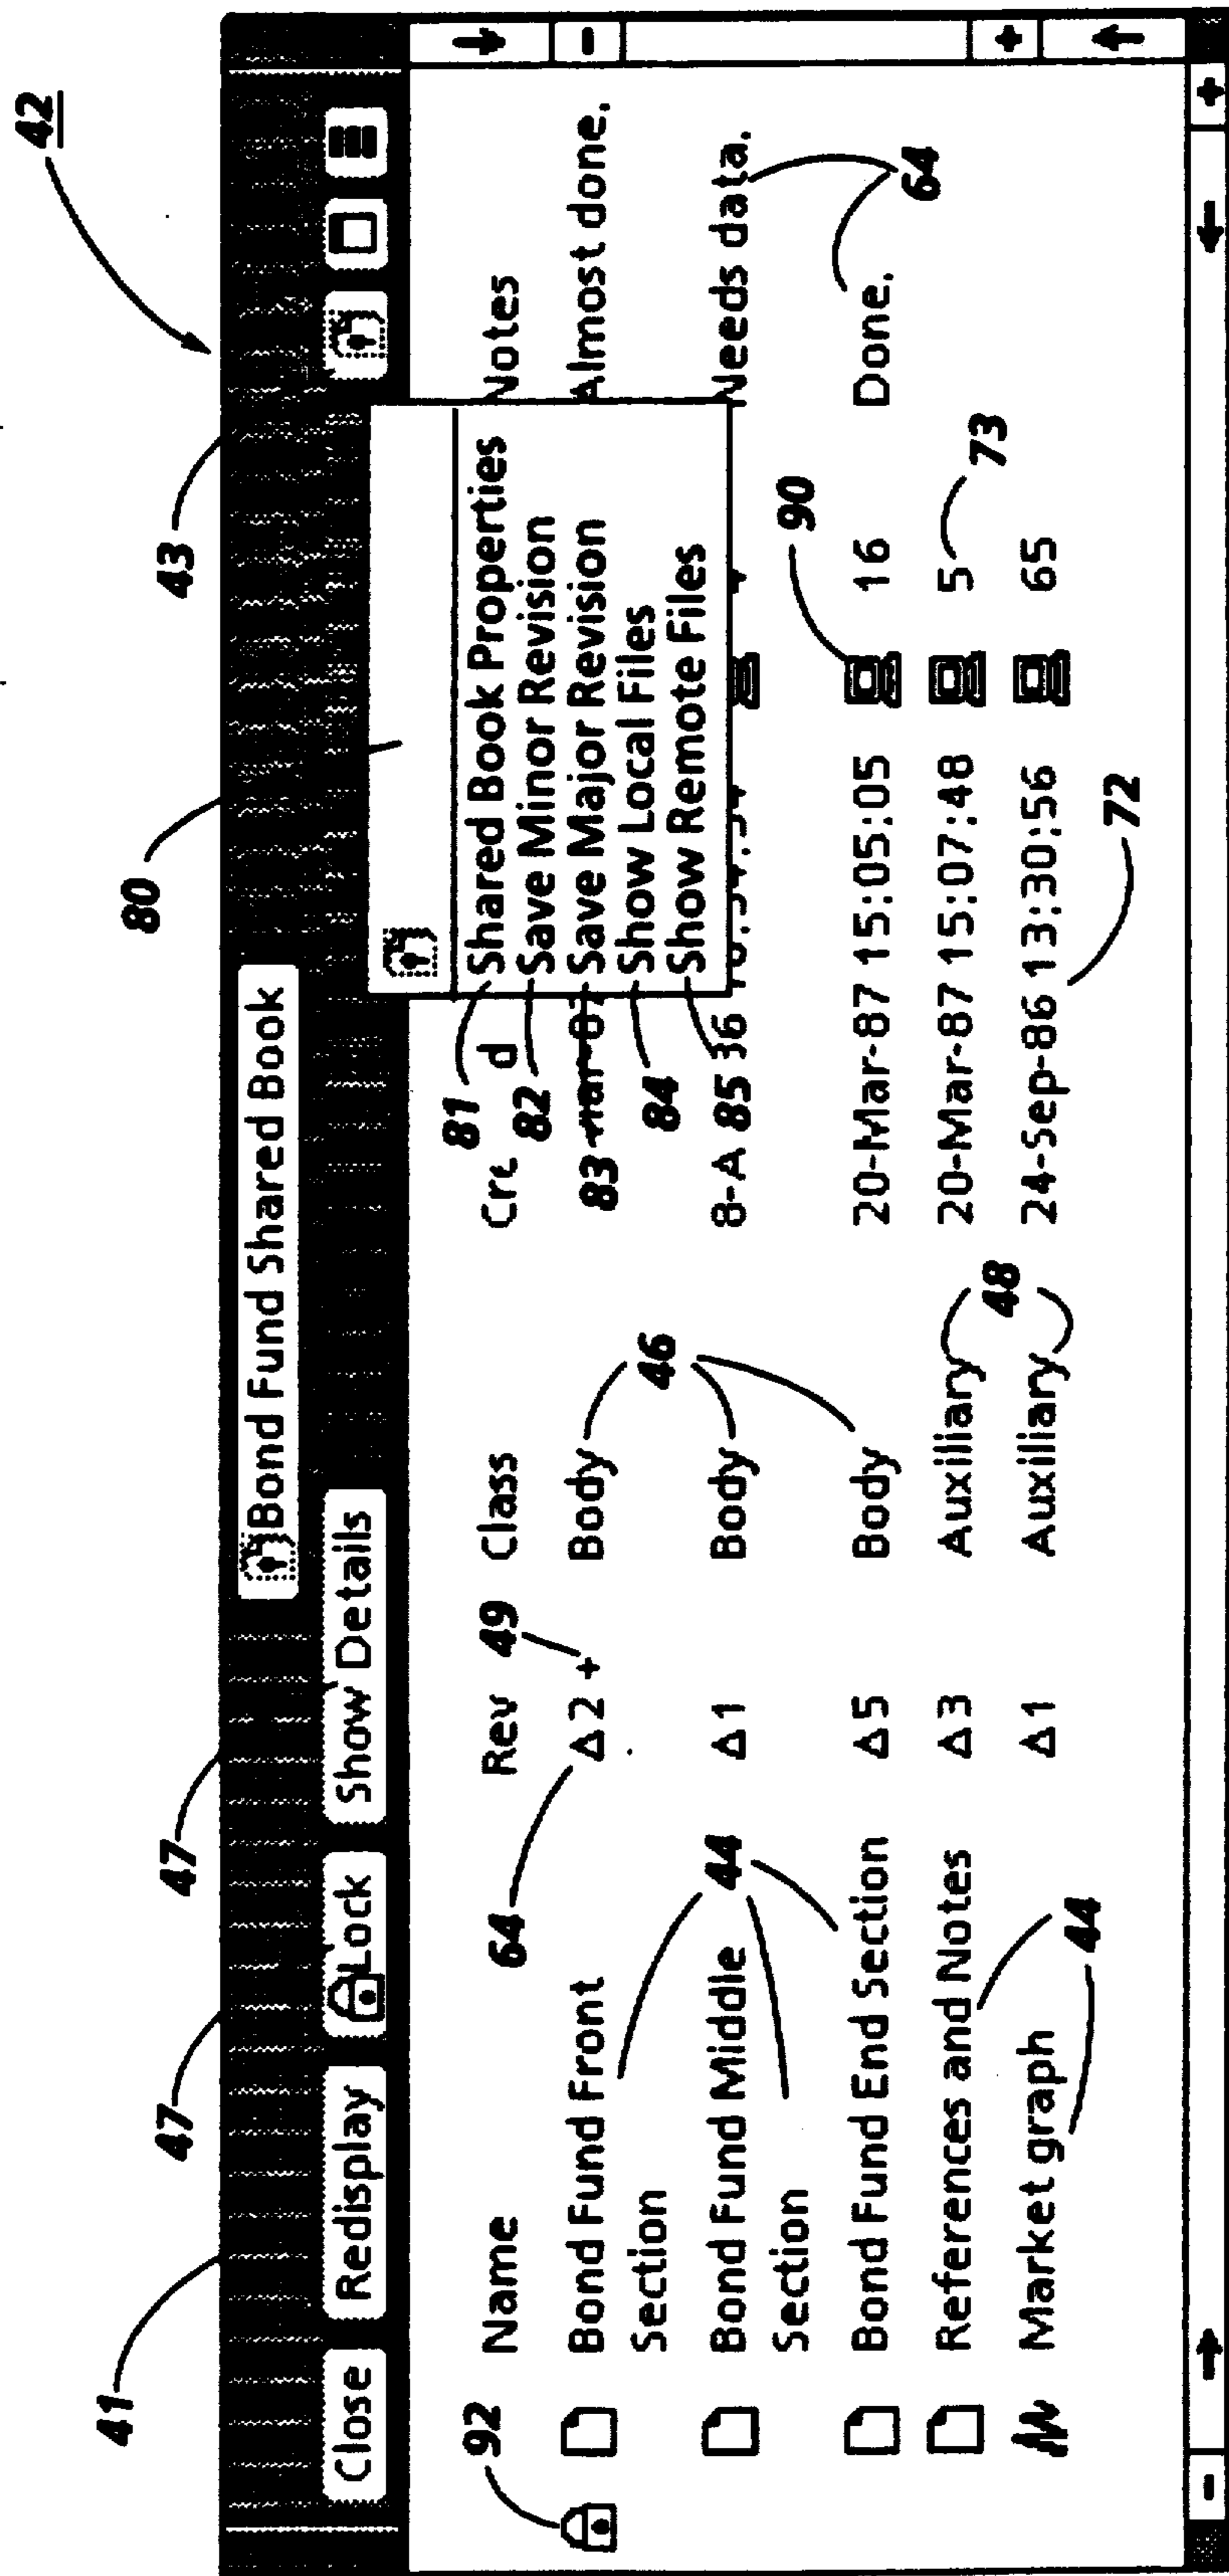 42
41 47 47 80 43
Bond Fund Shared Book
Close Redisplay Lock Show Details
92 Name Rev 49 Class Cre d Notes
81 Shared Book Properties
82 Save Minor Revision
83 Save Major Revision
84 Show Local Files
85 Show Remote Files
64
Bond Fund Front Δ2 + Body Almost done.
Section
44 46
Bond Fund Middle Δ1 Body 8-A 36 Needs data.
Section
90
Bond Fund End Section Δ5 Body 20-Mar-87 15:05:05 16 Done.
64
References and Notes Δ3 Auxiliary 20-Mar-87 15:07:48 5 73
48
Market graph Δ1 Auxiliary 24-Sep-86 13:30:56 65
44 72
- + - +